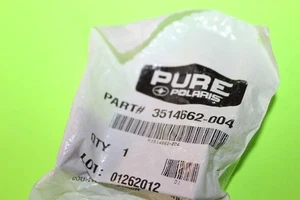 PURE
POLARIS
PART# 3514662-004
QTY 1
LOT: 01262012